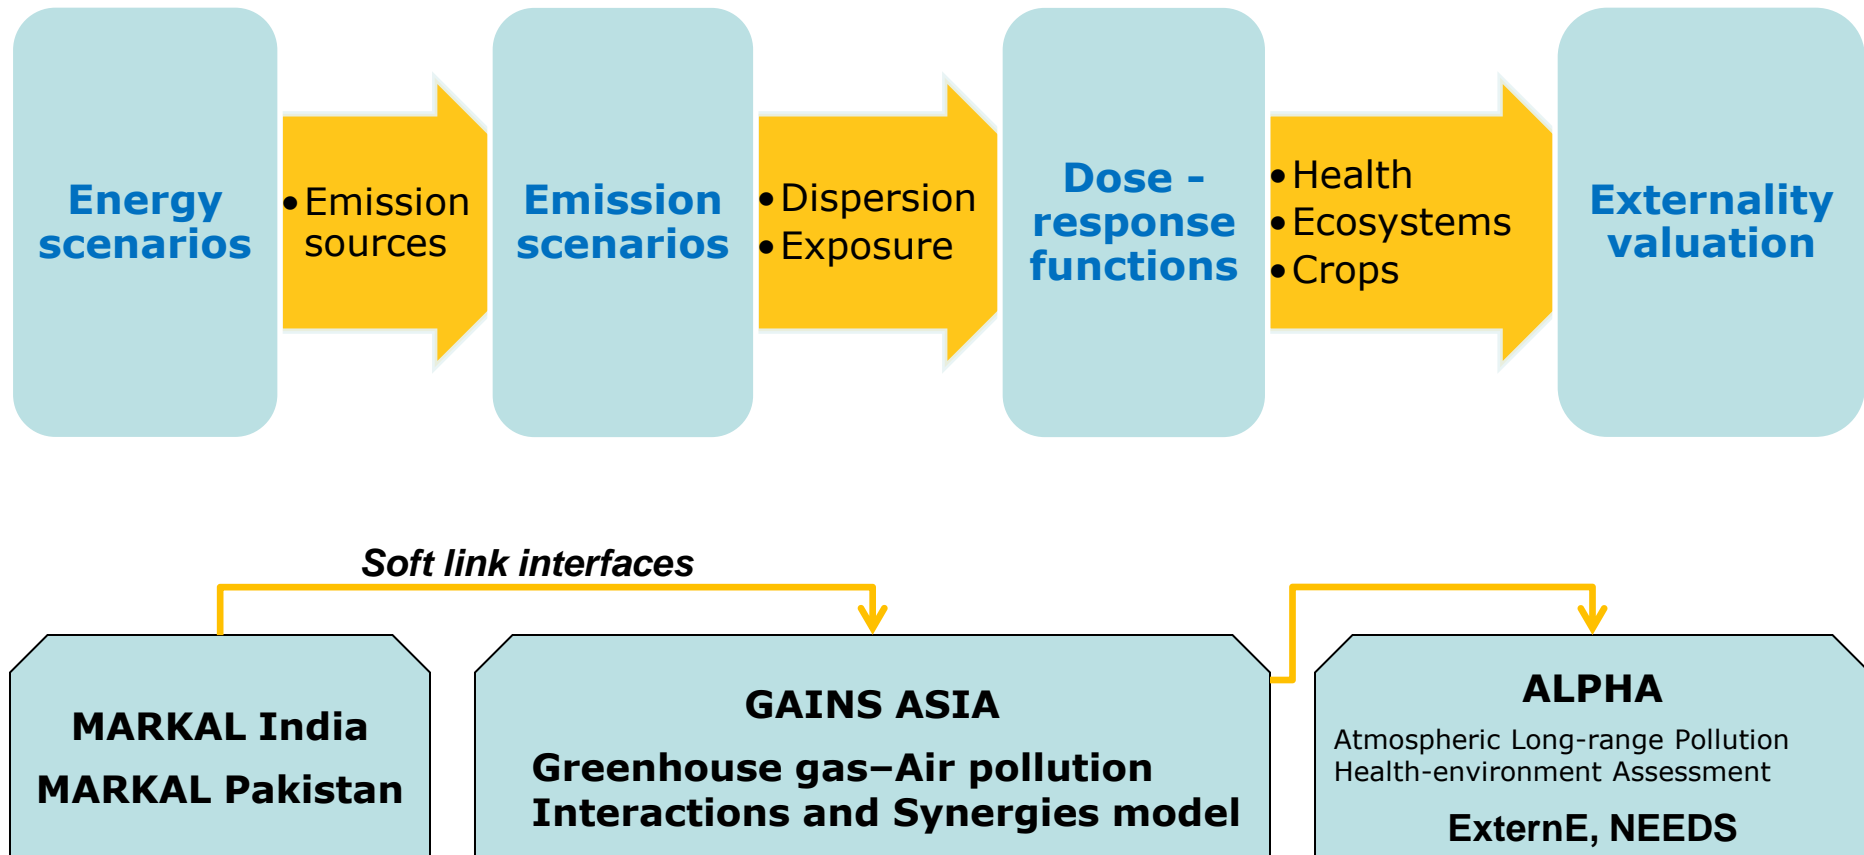 Energy
scenarios
•Emission
sources
Emission
scenarios
•Dispersion
•Exposure
Dose -
response
functions
•Health
•Ecosystems
•Crops
Externality
valuation
Soft link interfaces
MARKAL India
MARKAL Pakistan
GAINS ASIA
Greenhouse gas–Air pollution
Interactions and Synergies model
ALPHA
Atmospheric Long-range Pollution
Health-environment Assessment
ExternE, NEEDS